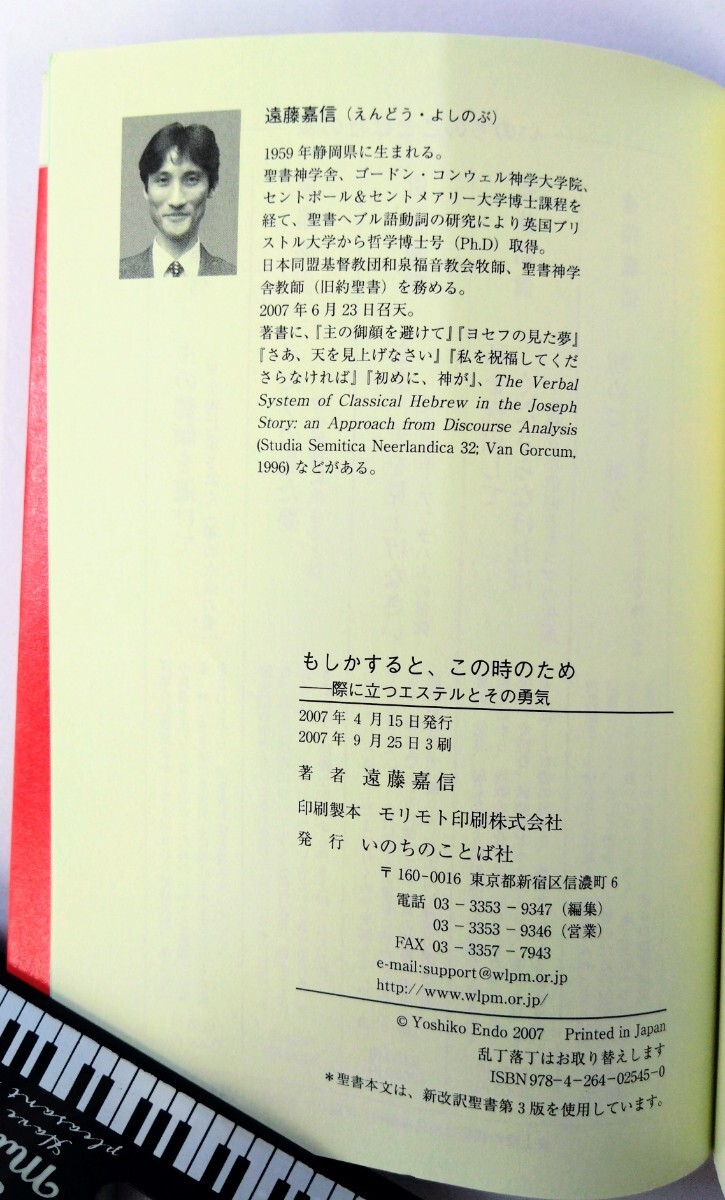 遠藤嘉信（えんどう・よしのぶ）
1959年静岡県に生まれる。
聖書神学舎、ゴードン・コンウェル神学大学院、
セントポール＆セントメアリー大学博士課程を
経て、聖書ヘブル語動詞の研究により英国ブリ
ストル大学から哲学博士号（Ph.D）取得。
日本同盟基督教団和泉福音教会牧師、聖書神学
舎教師（旧約聖書）を務める。
2007年6月23日召天。
著書に、『主の御顔を避けて』『ヨセフの見た夢』
『さあ、天を見上げなさい』『私を祝福してくだ
さらなければ』『初めに、神が』、The Verbal
System of Classical Hebrew in the Joseph
Story: an Approach from Discourse Analysis
(Studia Semitica Neerlandica 32; Van Gorcum,
1996) などがある。
もしかすると、この時のため
──際に立つエステルとその勇気
2007年 4月15日発行
2007年 9月25日3刷
著 者 遠藤嘉信
印刷製本 モリモト印刷株式会社
発 行 いのちのことば社
〒160-0016 東京都新宿区信濃町6
電話 03-3353-9347（編集）
03-3353-9346（営業）
FAX 03-3357-7943
e-mail:support@wlpm.or.jp
http://www.wlpm.or.jp/
© Yoshiko Endo 2007 Printed in Japan
乱丁落丁はお取り替えします
ISBN978-4-264-02545-0
＊聖書本文は、新改訳聖書第3版を使用しています。
pleasant